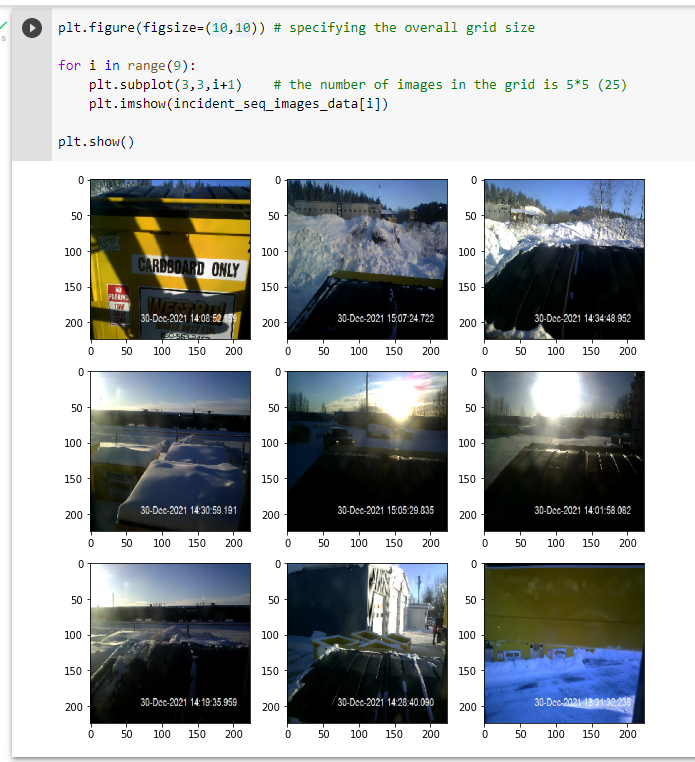 plt.figure(figsize=(10,10)) # specifying the overall grid size
for i in range(9):
plt.subplot(3,3,i+1) # the number of images in the grid is 5*5 (25)
plt.imshow(incident_seq_images_data[i])
plt.show()
0
50
100
150
200
CARDBOARD ONLY
NO
PARKING
TOW
30-Dec-2021 14:08:52.
0 50 100 150 200
0
50
100
150
200
30-Dec-2021 15:07:24.722
0 50 100 150 200
0
50
100
150
200
30-Dec-2021 14:34:48.952
0 50 100 150 200
0
50
100
150
200
30-Dec-2021 14:30:59.191
0 50 100 150 200
0
50
100
150
200
30-Dec-2021 15:05:29.835
0 50 100 150 200
0
50
100
150
200
30-Dec-2021 14:01:58.082
0 50 100 150 200
0
50
100
150
200
30-Dec-2021 14:19:35.959
0 50 100 150 200
0
50
100
150
200
30-Dec-2021 14:28:40.090
0 50 100 150 200
0
50
100
150
200
30-Dec-2021
0 50 100 150 200